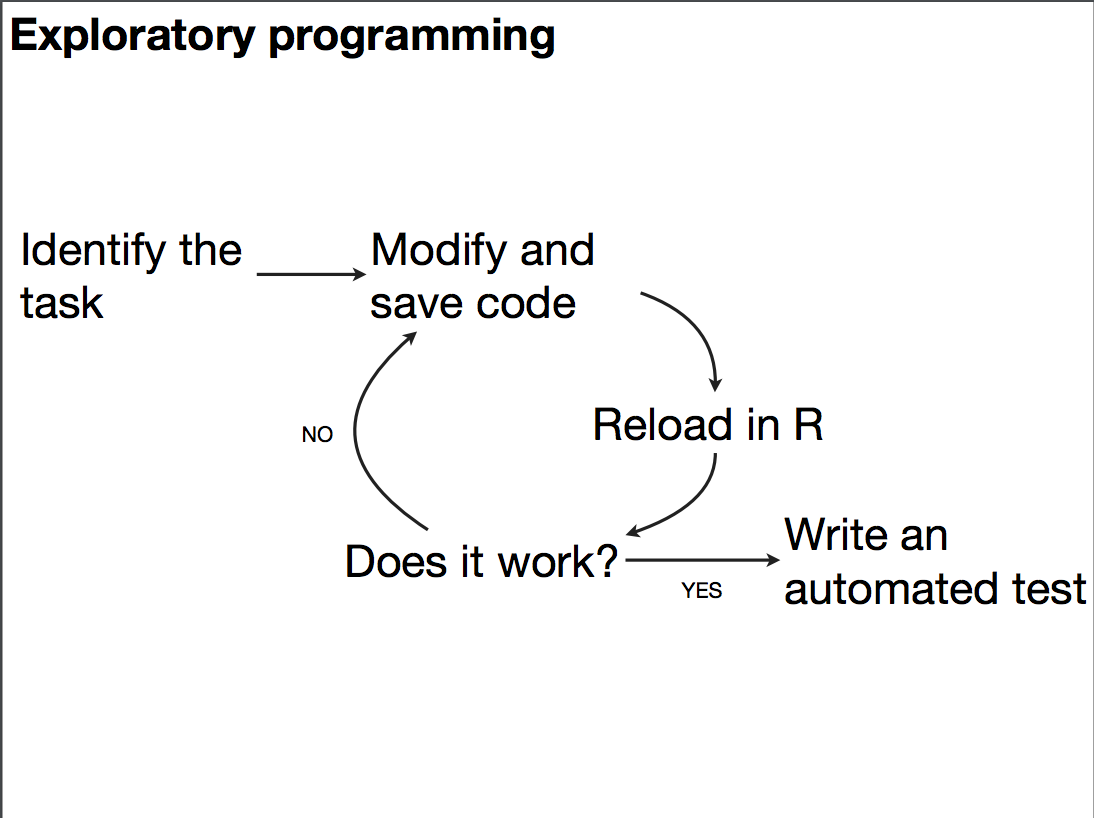 Exploratory programming
Identify the
task
Modify and
save code
Reload in R
NO
Does it work?
YES
Write an
automated test